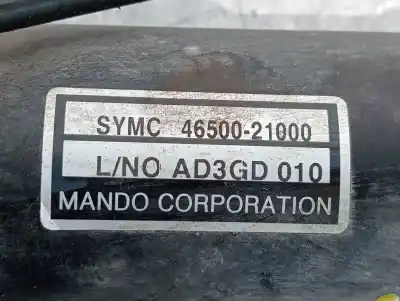 SYMC 46500-21000
L/NO AD3GD 010
MANDO CORPORATION